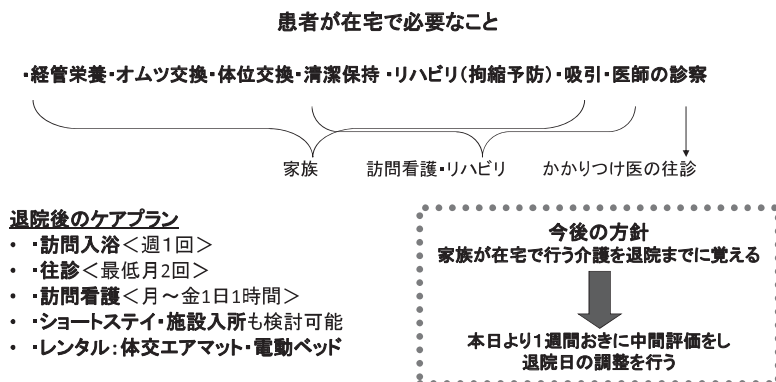 患者が在宅で必要なこと
・経管栄養・オムツ交換・体位交換・清潔保持・リハビリ（拘縮予防）・吸引・医師の診察
家族 訪問看護・リハビリ かかりつけ医の往診
退院後のケアプラン
• ・訪問入浴＜週１回＞
• ・往診＜最低月２回＞
• ・訪問看護＜月～金1日1時間＞
• ・ショートステイ・施設入所も検討可能
• ・レンタル：体交エアマット・電動ベッド
今後の方針
家族が在宅で行う介護を退院までに覚える
本日より１週間おきに中間評価をし
退院日の調整を行う